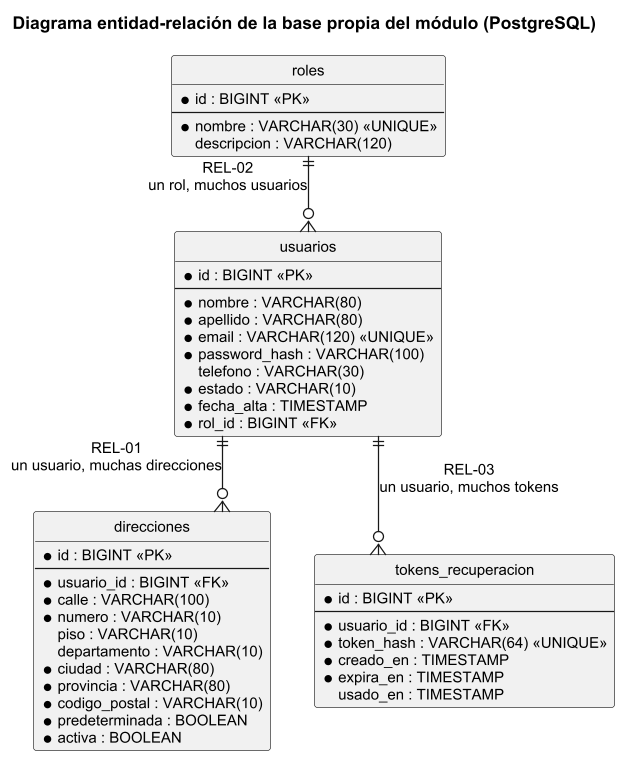 Diagrama entidad-relación de la base propia del módulo (PostgreSQL)
roles
id : BIGINT «PK»
nombre : VARCHAR(30) «UNIQUE»
descripcion : VARCHAR(120)
REL-02
un rol, muchos usuarios
usuarios
id : BIGINT «PK»
nombre : VARCHAR(80)
apellido : VARCHAR(80)
email : VARCHAR(120) «UNIQUE»
password_hash : VARCHAR(100)
telefono : VARCHAR(30)
estado : VARCHAR(10)
fecha_alta : TIMESTAMP
rol_id : BIGINT «FK»
REL-01
un usuario, muchas direcciones
REL-03
un usuario, muchos tokens
direcciones
id : BIGINT «PK»
usuario_id : BIGINT «FK»
calle : VARCHAR(100)
numero : VARCHAR(10)
piso : VARCHAR(10)
departamento : VARCHAR(10)
ciudad : VARCHAR(80)
provincia : VARCHAR(80)
codigo_postal : VARCHAR(10)
predeterminada : BOOLEAN
activa : BOOLEAN
tokens_recuperacion
id : BIGINT «PK»
usuario_id : BIGINT «FK»
token_hash : VARCHAR(64) «UNIQUE»
creado_en : TIMESTAMP
expira_en : TIMESTAMP
usado_en : TIMESTAMP